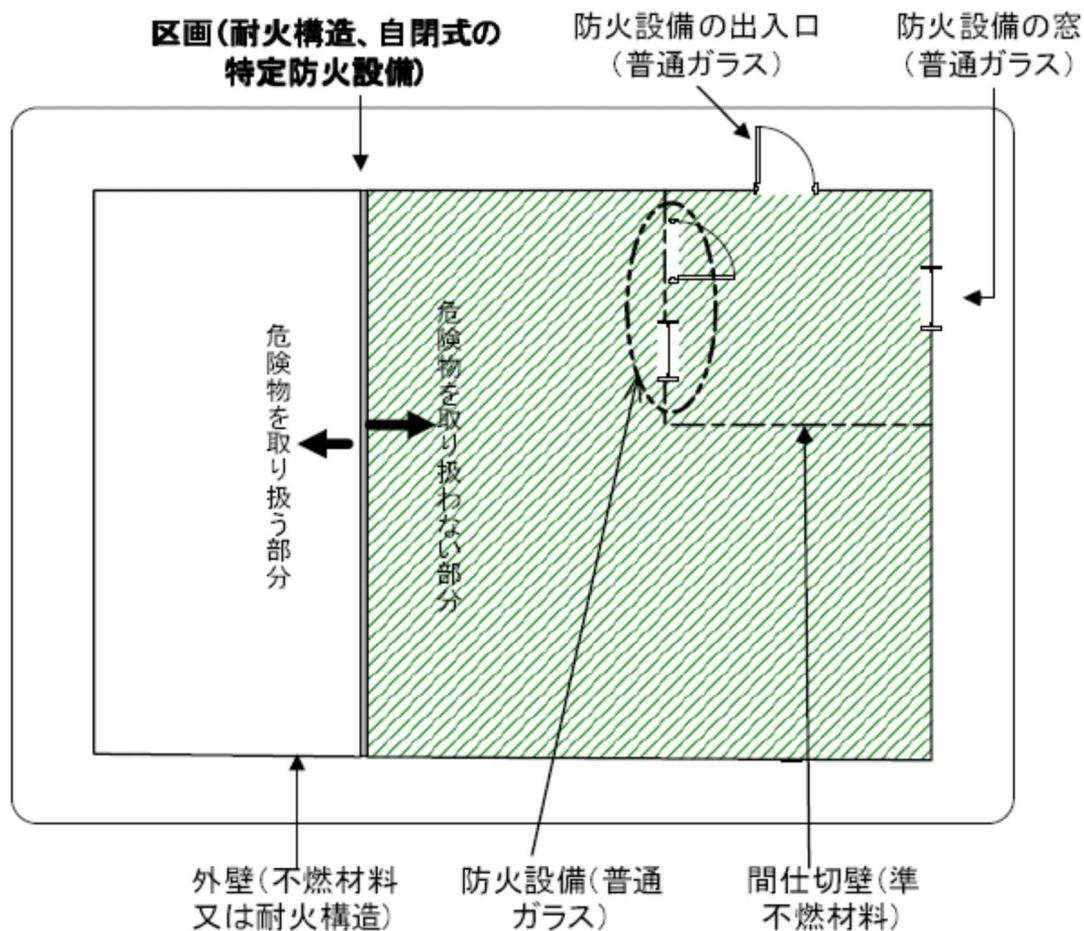 区画(耐火構造、自閉式の
特定防火設備)
防火設備の出入口
(普通ガラス)
防火設備の窓
(普通ガラス)
危険物を取り扱う部分
危険物を取り扱わない部分
外壁(不燃材料
又は耐火構造)
防火設備(普通
ガラス)
間仕切壁(準
不燃材料)